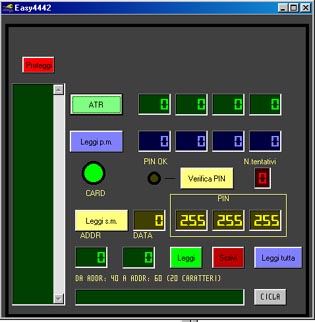 Easy4442
Proteggi
ATR 0 0 0 0
Leggi p.m. 0 0 0 0
PIN OK N.tentativi
Verifica PIN 0
CARD
PIN
Leggi s.m. 0 255 255 255
ADDR DATA
0 0 Leggi Scrivi Leggi tutta
DA ADDR: 40 A ADDR: 60 (20 CARATTERI)
CICLA